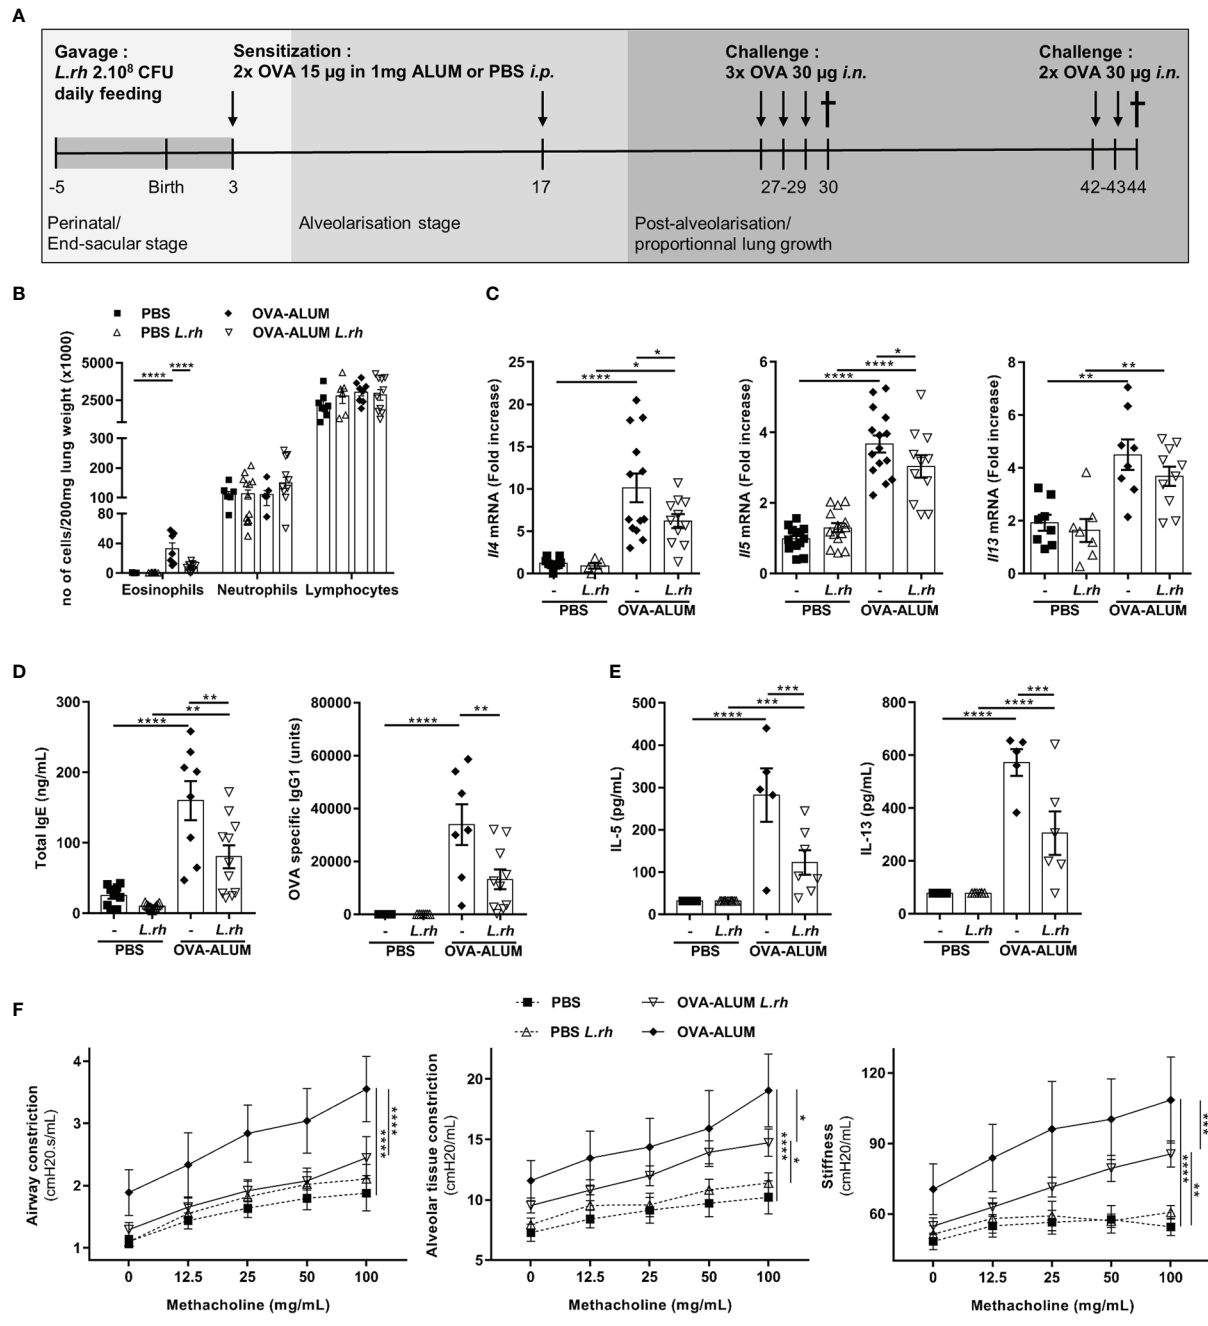 A
Gavage :
L.rh 2.10⁸ CFU
daily feeding
Sensitization :
2x OVA 15 µg in 1mg ALUM or PBS i.p.
Challenge :
3x OVA 30 µg i.n.
Challenge :
2x OVA 30 µg i.n.
-5 Birth 3 17 27-29 30 42-4344
Perinatal/
End-sacular stage
Alveolarisation stage
Post-alveolarisation/
proportionnal lung growth
B
PBS
OVA-ALUM
PBS L.rh
OVA-ALUM L.rh
no of cells/200mg lung weight (x1000)
5000
2500
300
200
100
80
40
0
****
****
Eosinophils Neutrophils Lymphocytes
C
Il4 mRNA (Fold increase)
25
20
15
10
5
0
*
*
****
- L.rh - L.rh
PBS OVA-ALUM
Il5 mRNA (Fold increase)
6
4
2
0
*
****
****
- L.rh - L.rh
PBS OVA-ALUM
Il13 mRNA (Fold increase)
8
6
4
2
0
**
**
- L.rh - L.rh
PBS OVA-ALUM
D
Total IgE (ng/mL)
300
200
100
0
**
**
****
- L.rh - L.rh
PBS OVA-ALUM
OVA specific IgG1 (units)
80000
60000
40000
20000
0
**
****
- L.rh - L.rh
PBS OVA-ALUM
E
IL-5 (pg/mL)
500
400
300
200
100
0
***
***
****
- L.rh - L.rh
PBS OVA-ALUM
IL-13 (pg/mL)
800
600
400
200
0
***
****
****
- L.rh - L.rh
PBS OVA-ALUM
F
PBS
OVA-ALUM L.rh
PBS L.rh
OVA-ALUM
Airway constriction
(cmH20.s/mL)
4
3
2
1
****
****
0 12.5 25 50 100
Methacholine (mg/mL)
Alveolar tissue constriction
(cmH20/mL)
20
15
10
5
*
****
*
0 12.5 25 50 100
Methacholine (mg/mL)
Stiffness
(cmH20/mL)
120
90
60
***
****
**
0 12.5 25 50 100
Methacholine (mg/mL)